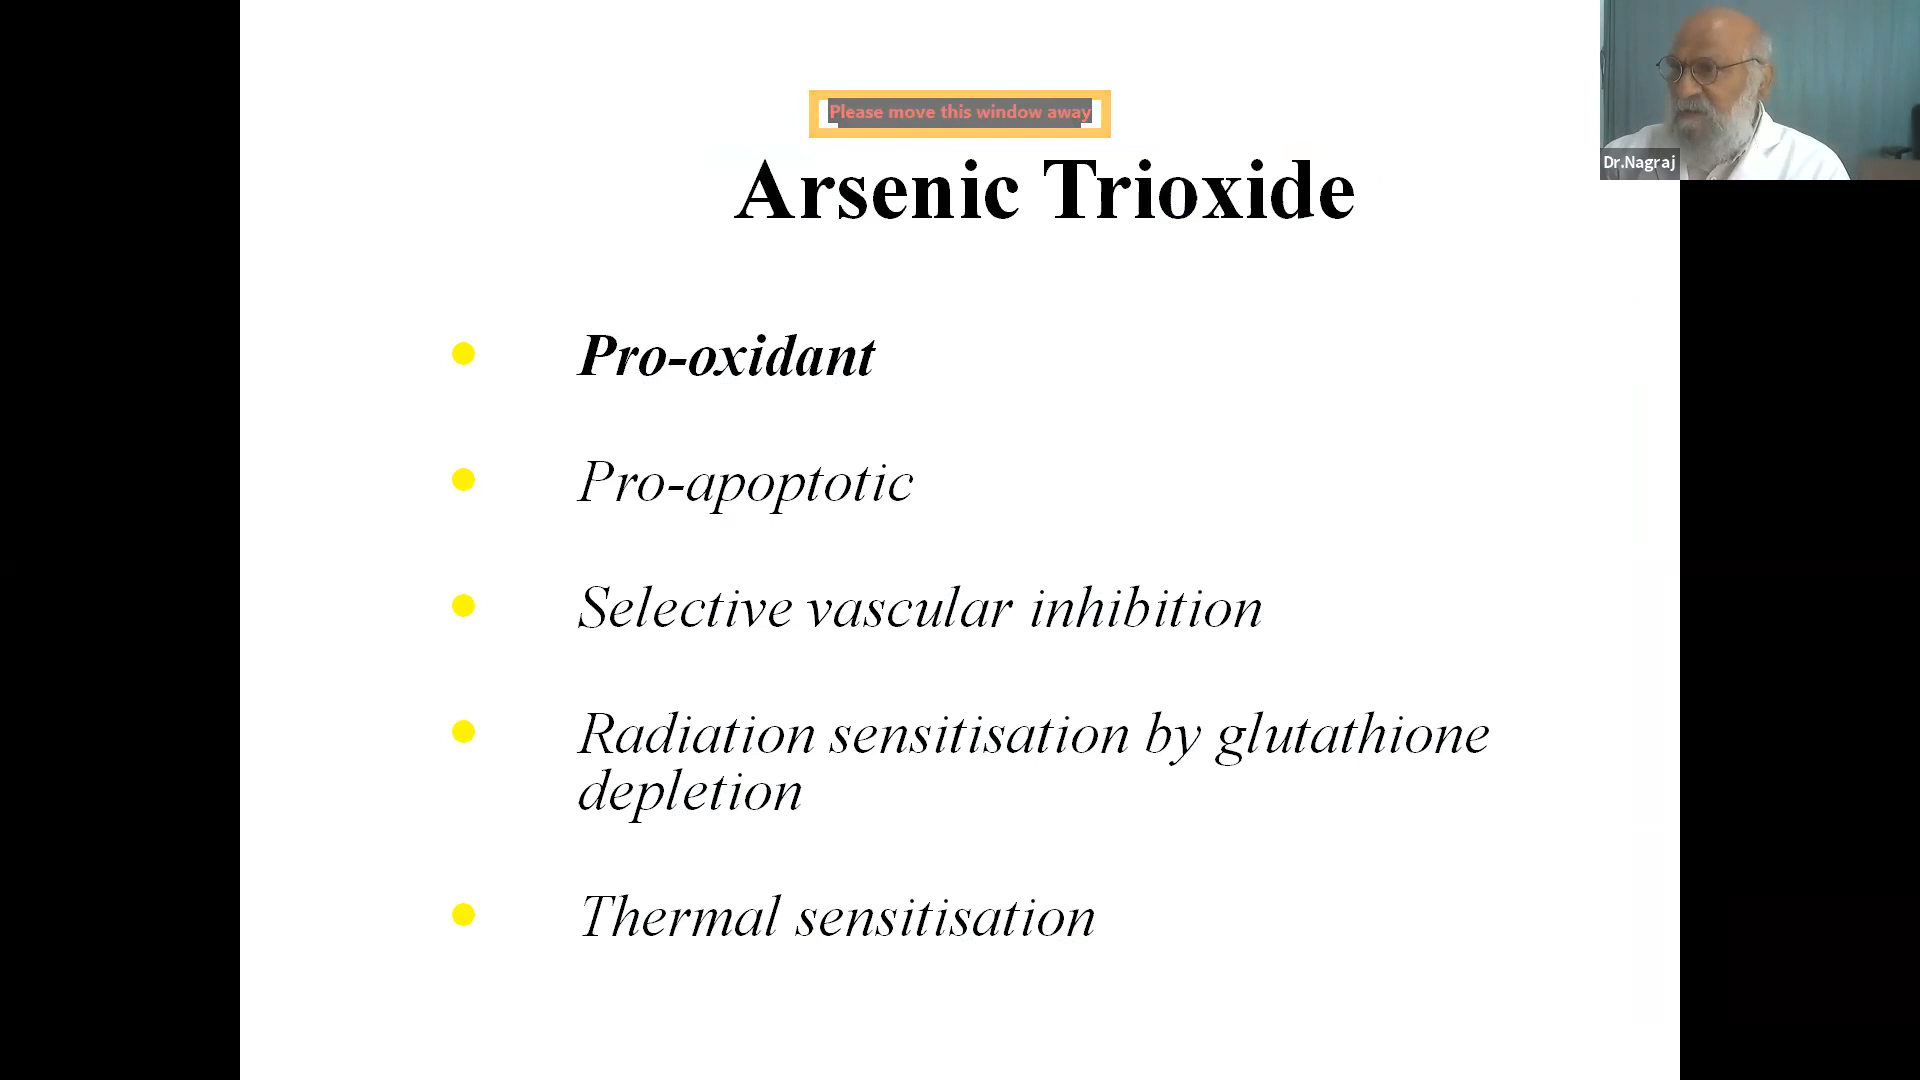 Please move this window away
Dr.Nagraj
Arsenic Trioxide
Pro-oxidant
Pro-apoptotic
Selective vascular inhibition
Radiation sensitisation by glutathione
depletion
Thermal sensitisation